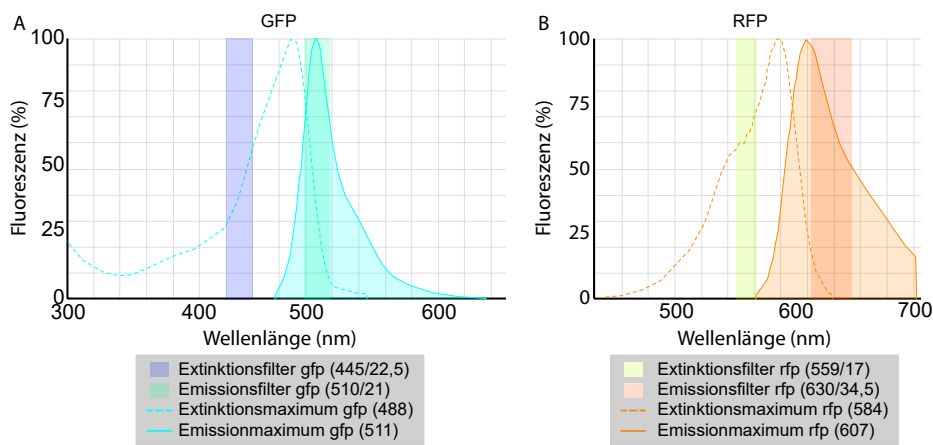 A
GFP
100
75
50
25
0
Fluoreszenz (%)
300
400
500
600
Wellenlänge (nm)
Extinktionsfilter gfp (445/22,5)
Emissionsfilter gfp (510/21)
Extinktionsmaximum gfp (488)
Emissionmaximum gfp (511)
B
RFP
100
75
50
25
0
Fluoreszenz (%)
500
600
700
Wellenlänge (nm)
Extinktionsfilter rfp (559/17)
Emissionsfilter rfp (630/34,5)
Extinktionsmaximum rfp (584)
Emissionmaximum rfp (607)